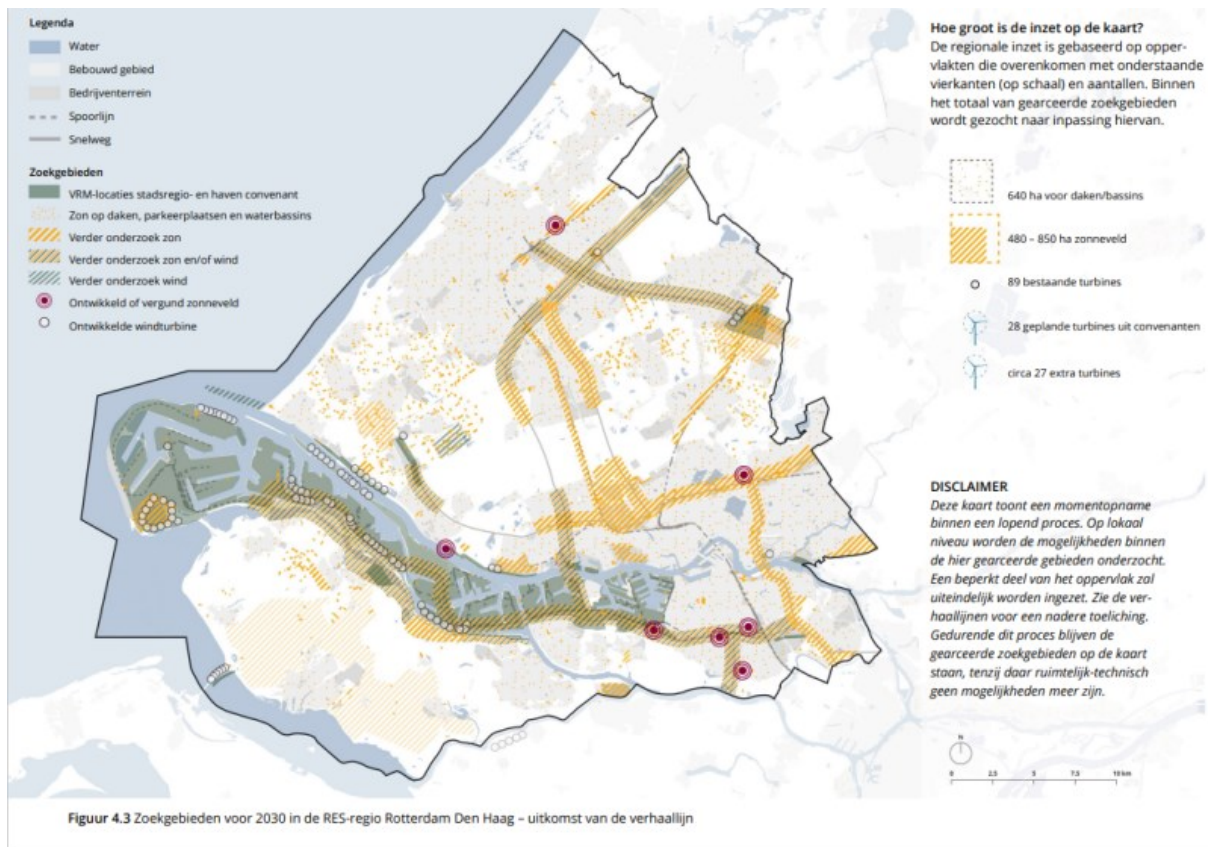 Legenda
Water
Bebouwd gebied
Bedrijventerrein
Spoorlijn
Snelweg
Zoekgebieden
VRM-locaties stadsregio- en haven convenant
Zon op daken, parkeerplaatsen en waterbassins
Verder onderzoek zon
Verder onderzoek zon en/of wind
Verder onderzoek wind
Ontwikkeld of vergund zonneveld
Ontwikkelde windturbine
Hoe groot is de inzet op de kaart?
De regionale inzet is gebaseerd op opper-
vlakten die overenkomen met onderstaande
vierkanten (op schaal) en aantallen. Binnen
het totaal van gearceerde zoekgebieden
wordt gezocht naar inpassing hiervan.
640 ha voor daken/bassins
480 – 850 ha zonneveld
89 bestaande turbines
28 geplande turbines uit convenanten
circa 27 extra turbines
DISCLAIMER
Deze kaart toont een momentopname
binnen een lopend proces. Op lokaal
niveau worden de mogelijkheden binnen
de hier gearceerde gebieden onderzocht.
Een beperkt deel van het oppervlak zal
uiteindelijk worden ingezet. Zie de ver-
haallijnen voor een nadere toeliching.
Gedurende dit proces blijven de
gearceerde zoekgebieden op de kaart
staan, tenzij daar ruimtelijk-technisch
geen mogelijkheden meer zijn.
N
0 2,5 5 7,5 10 km
Figuur 4.3 Zoekgebieden voor 2030 in de RES-regio Rotterdam Den Haag – uitkomst van de verhaallijn